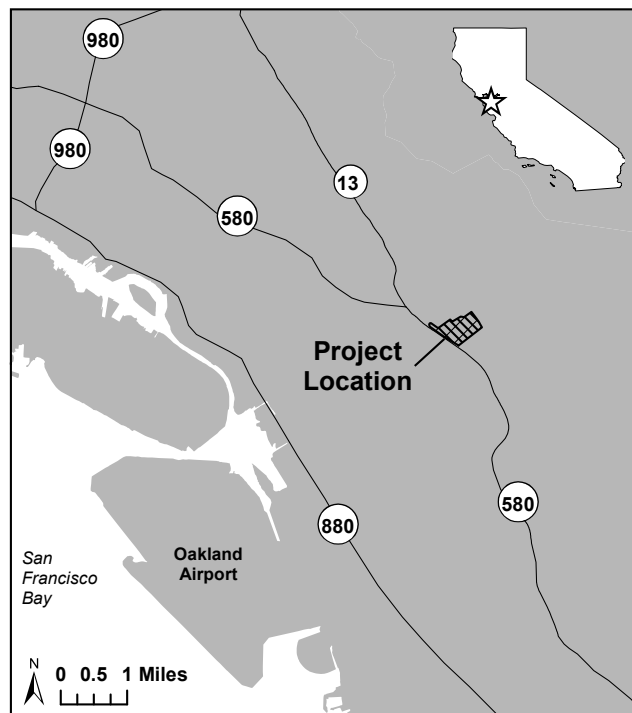 980
980
13
580
Project
Location
580
880
Oakland
Airport
San
Francisco
Bay
N
0 0.5 1 Miles